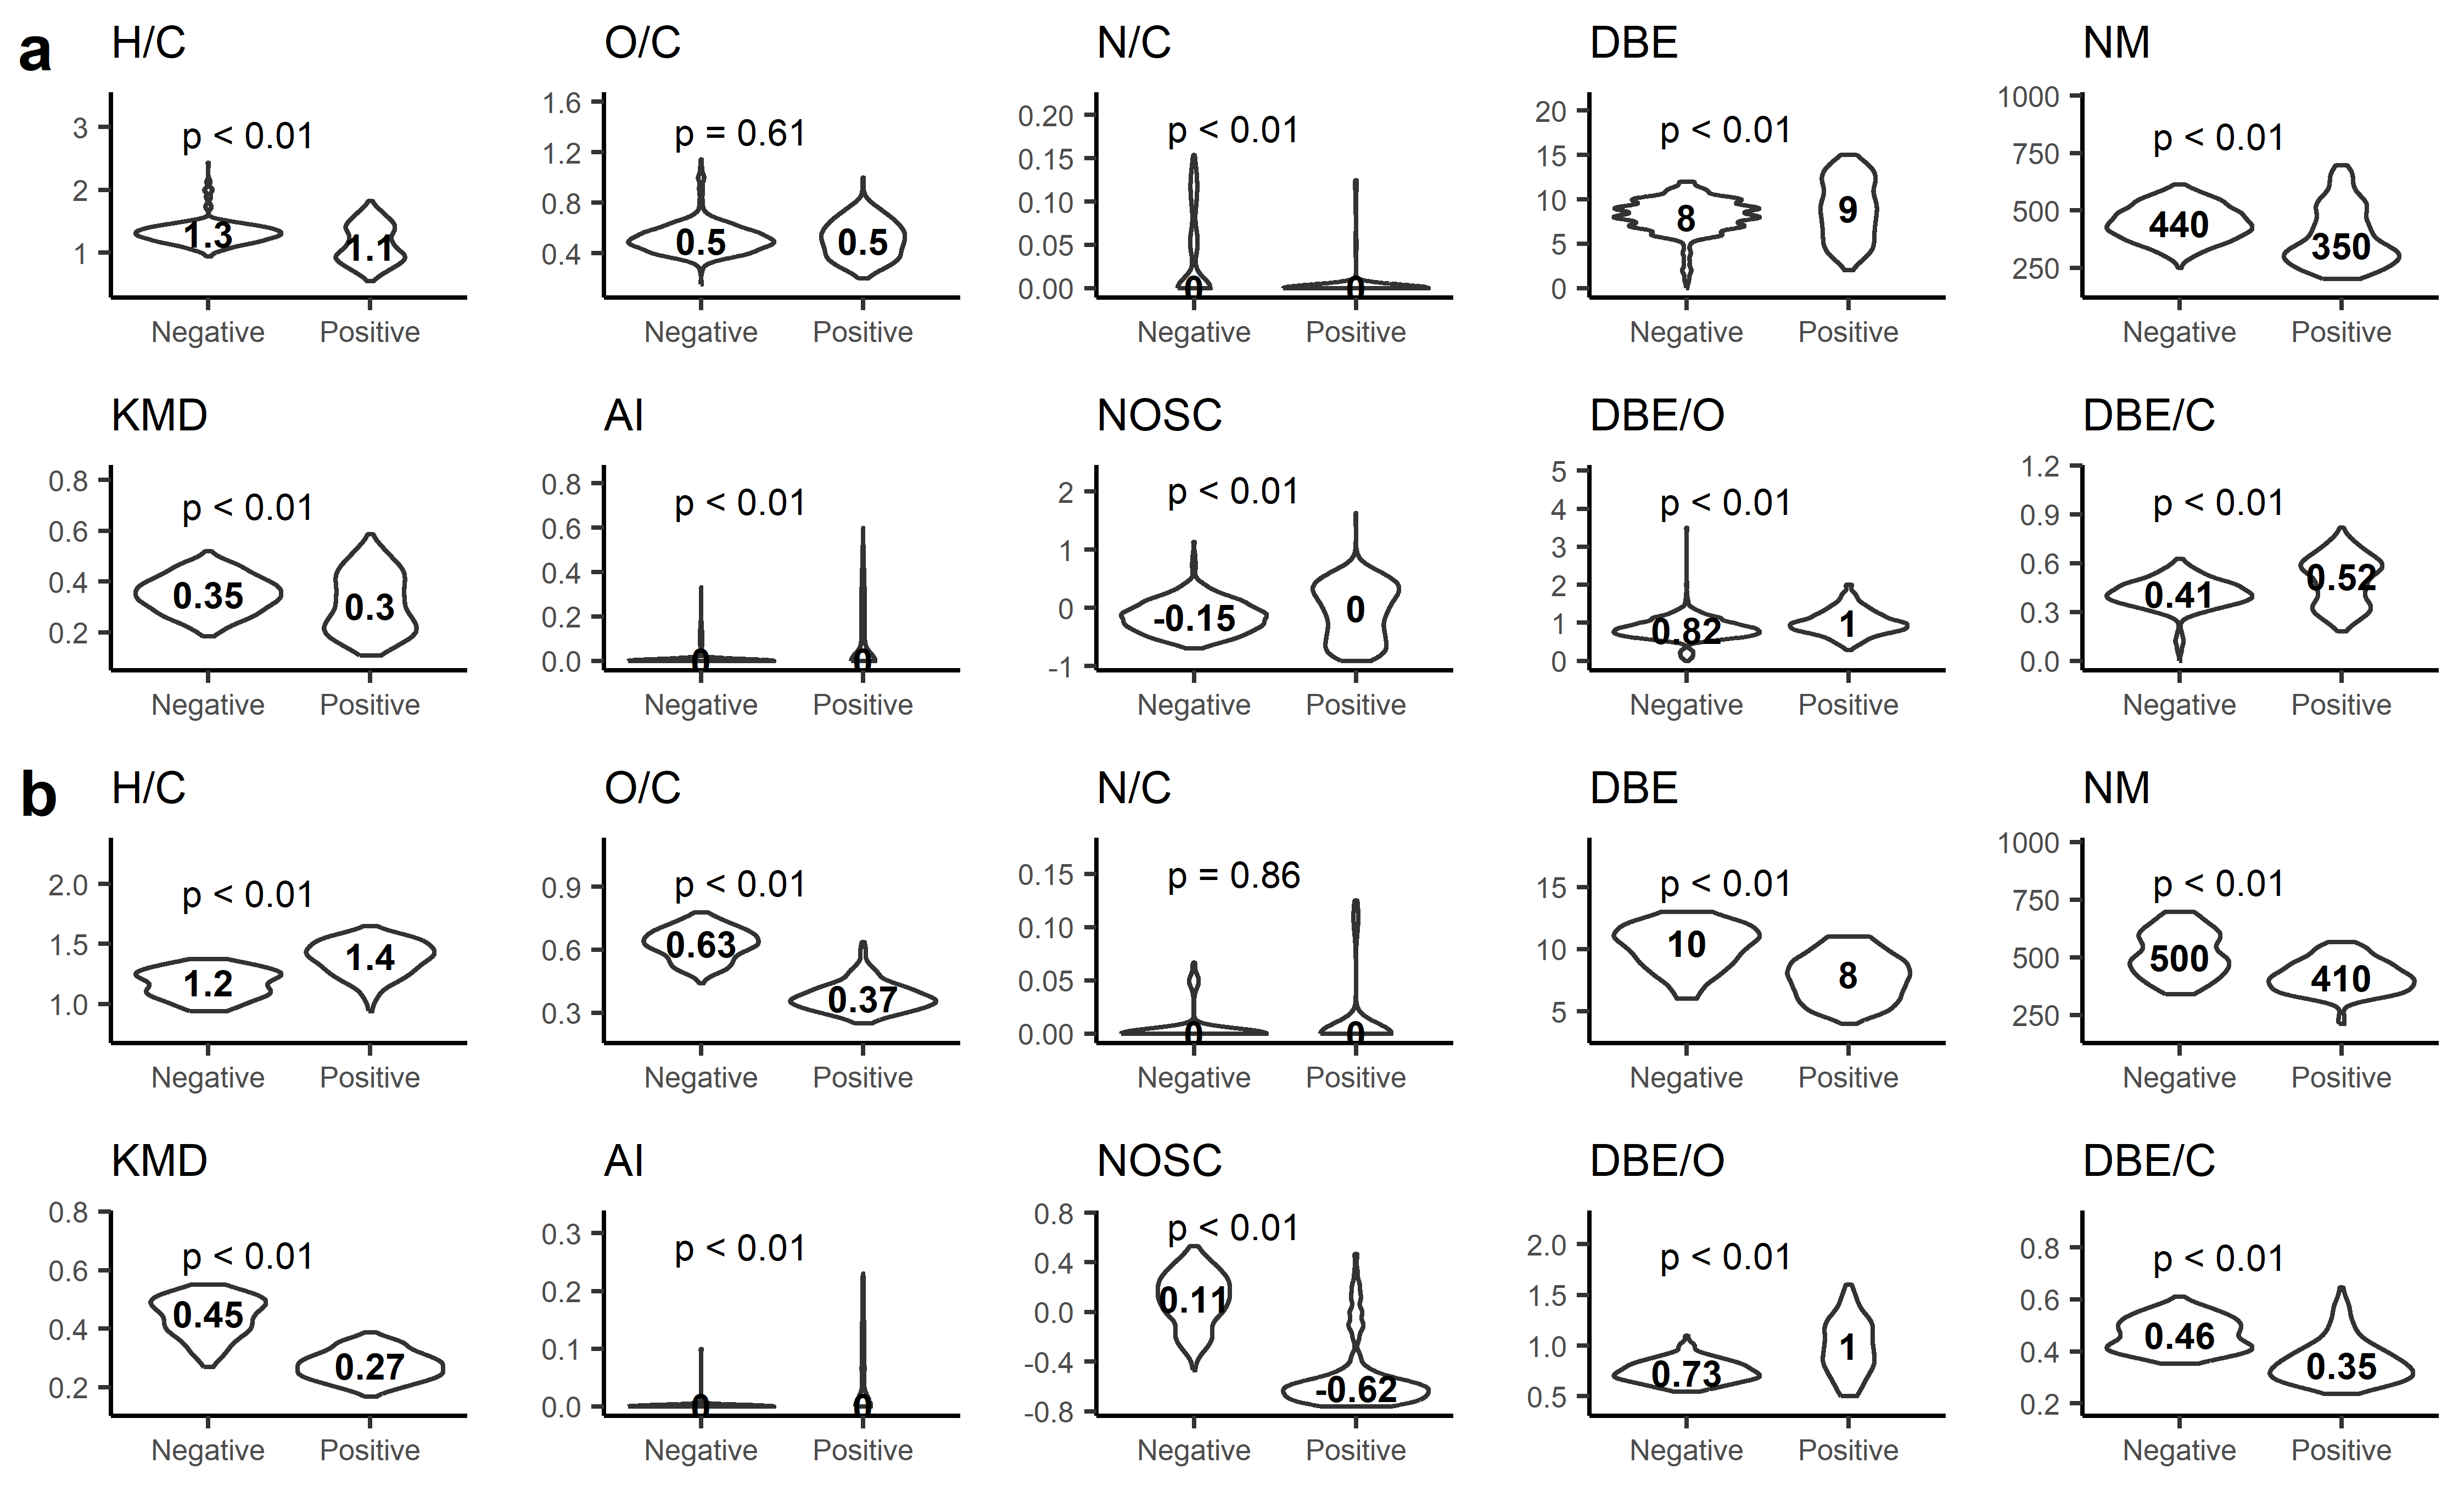 a
H/C O/C N/C DBE NM
3 2 1 p < 0.01 1.3 1.1 Negative Positive
1.6 1.2 0.8 0.4 p = 0.61 0.5 0.5 Negative Positive
0.20 0.15 0.10 0.05 0.00 p < 0.01 0 0 Negative Positive
20 15 10 5 0 p < 0.01 8 9 Negative Positive
1000 750 500 250 p < 0.01 440 350 Negative Positive
KMD AI NOSC DBE/O DBE/C
0.8 0.6 0.4 0.2 p < 0.01 0.35 0.3 Negative Positive
0.8 0.6 0.4 0.2 0.0 p < 0.01 0 0 Negative Positive
2 1 0 -1 p < 0.01 -0.15 0 Negative Positive
5 4 3 2 1 0 p < 0.01 0.82 1 Negative Positive
1.2 0.9 0.6 0.3 0.0 p < 0.01 0.41 0.52 Negative Positive
b
H/C O/C N/C DBE NM
2.0 1.5 1.0 p < 0.01 1.2 1.4 Negative Positive
0.9 0.6 0.3 p < 0.01 0.63 0.37 Negative Positive
0.15 0.10 0.05 0.00 p = 0.86 0 0 Negative Positive
15 10 5 p < 0.01 10 8 Negative Positive
1000 750 500 250 p < 0.01 500 410 Negative Positive
KMD AI NOSC DBE/O DBE/C
0.8 0.6 0.4 0.2 p < 0.01 0.45 0.27 Negative Positive
0.3 0.2 0.1 0.0 p < 0.01 0 0 Negative Positive
0.8 0.4 0.0 -0.4 -0.8 p < 0.01 0.11 -0.62 Negative Positive
2.0 1.5 1.0 0.5 p < 0.01 0.73 1 Negative Positive
0.8 0.6 0.4 0.2 p < 0.01 0.46 0.35 Negative Positive